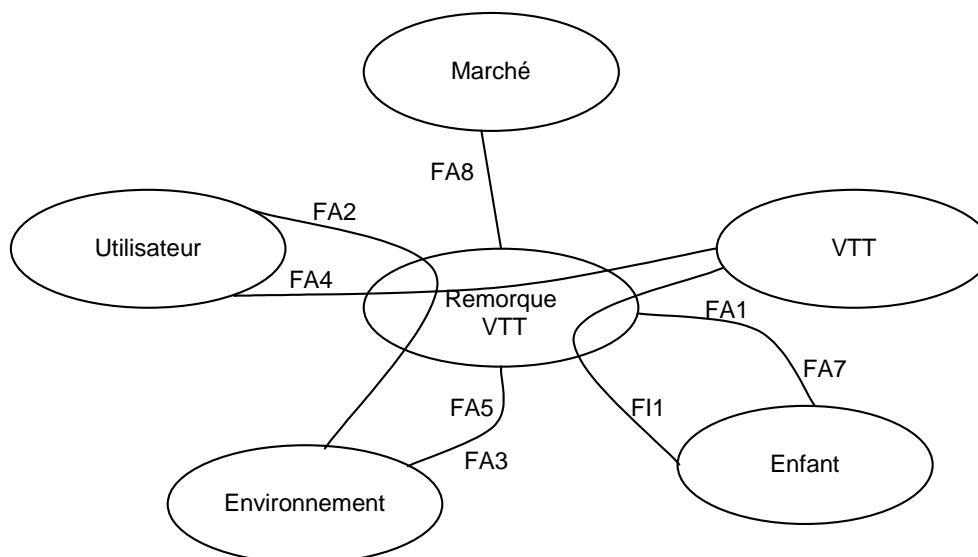 Marché
FA8
FA2
Utilisateur
VTT
FA4
Remorque
VTT
FA1
FA7
FA5
FI1
FA3
Enfant
Environnement